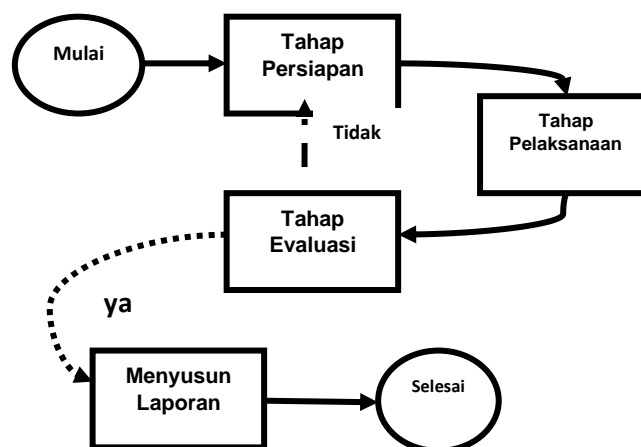 Mulai
Tahap
Persiapan
Tahap
Pelaksanaan
Tidak
Tahap
Evaluasi
ya
Menyusun
Laporan
Selesai